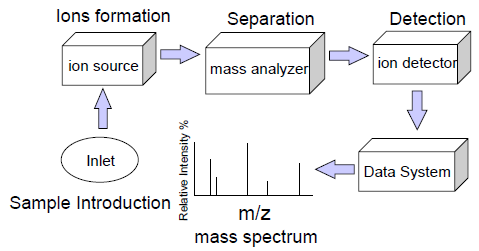 Ions formation
Separation
Detection
ion source
mass analyzer
ion detector
Inlet
Sample Introduction
Relative Intensity %
m/z
mass spectrum
Data System